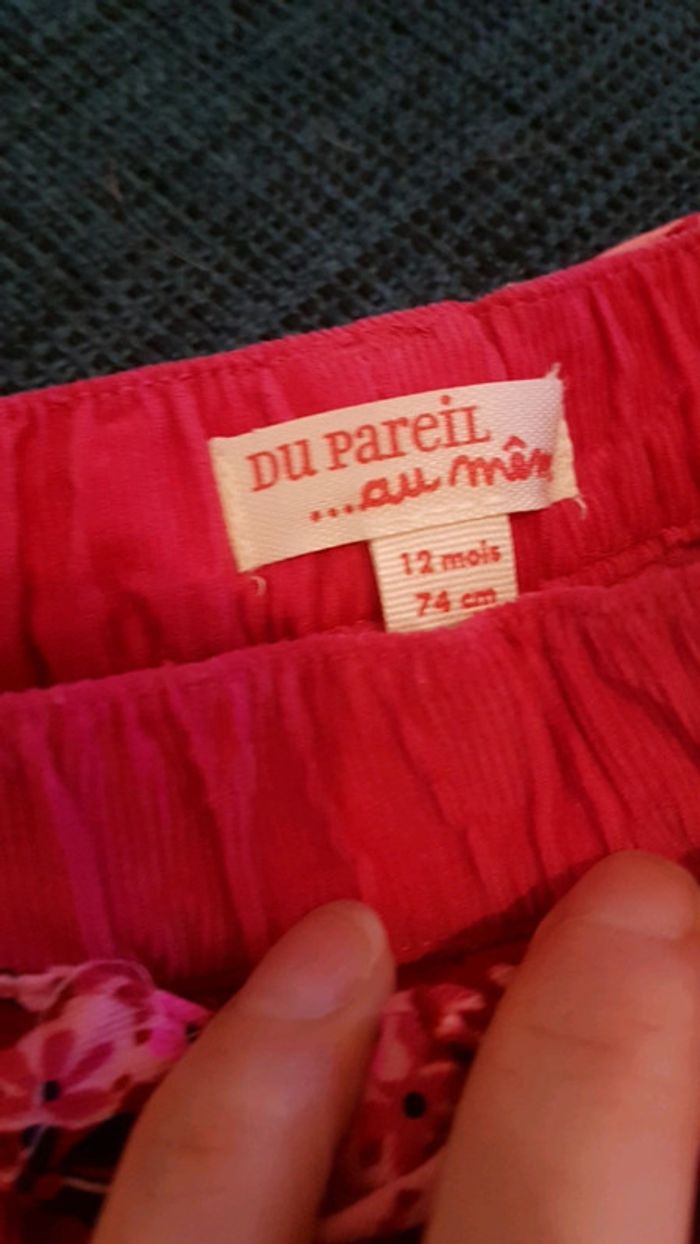 DU PareiL
...au mêm
12 mois
74 cm